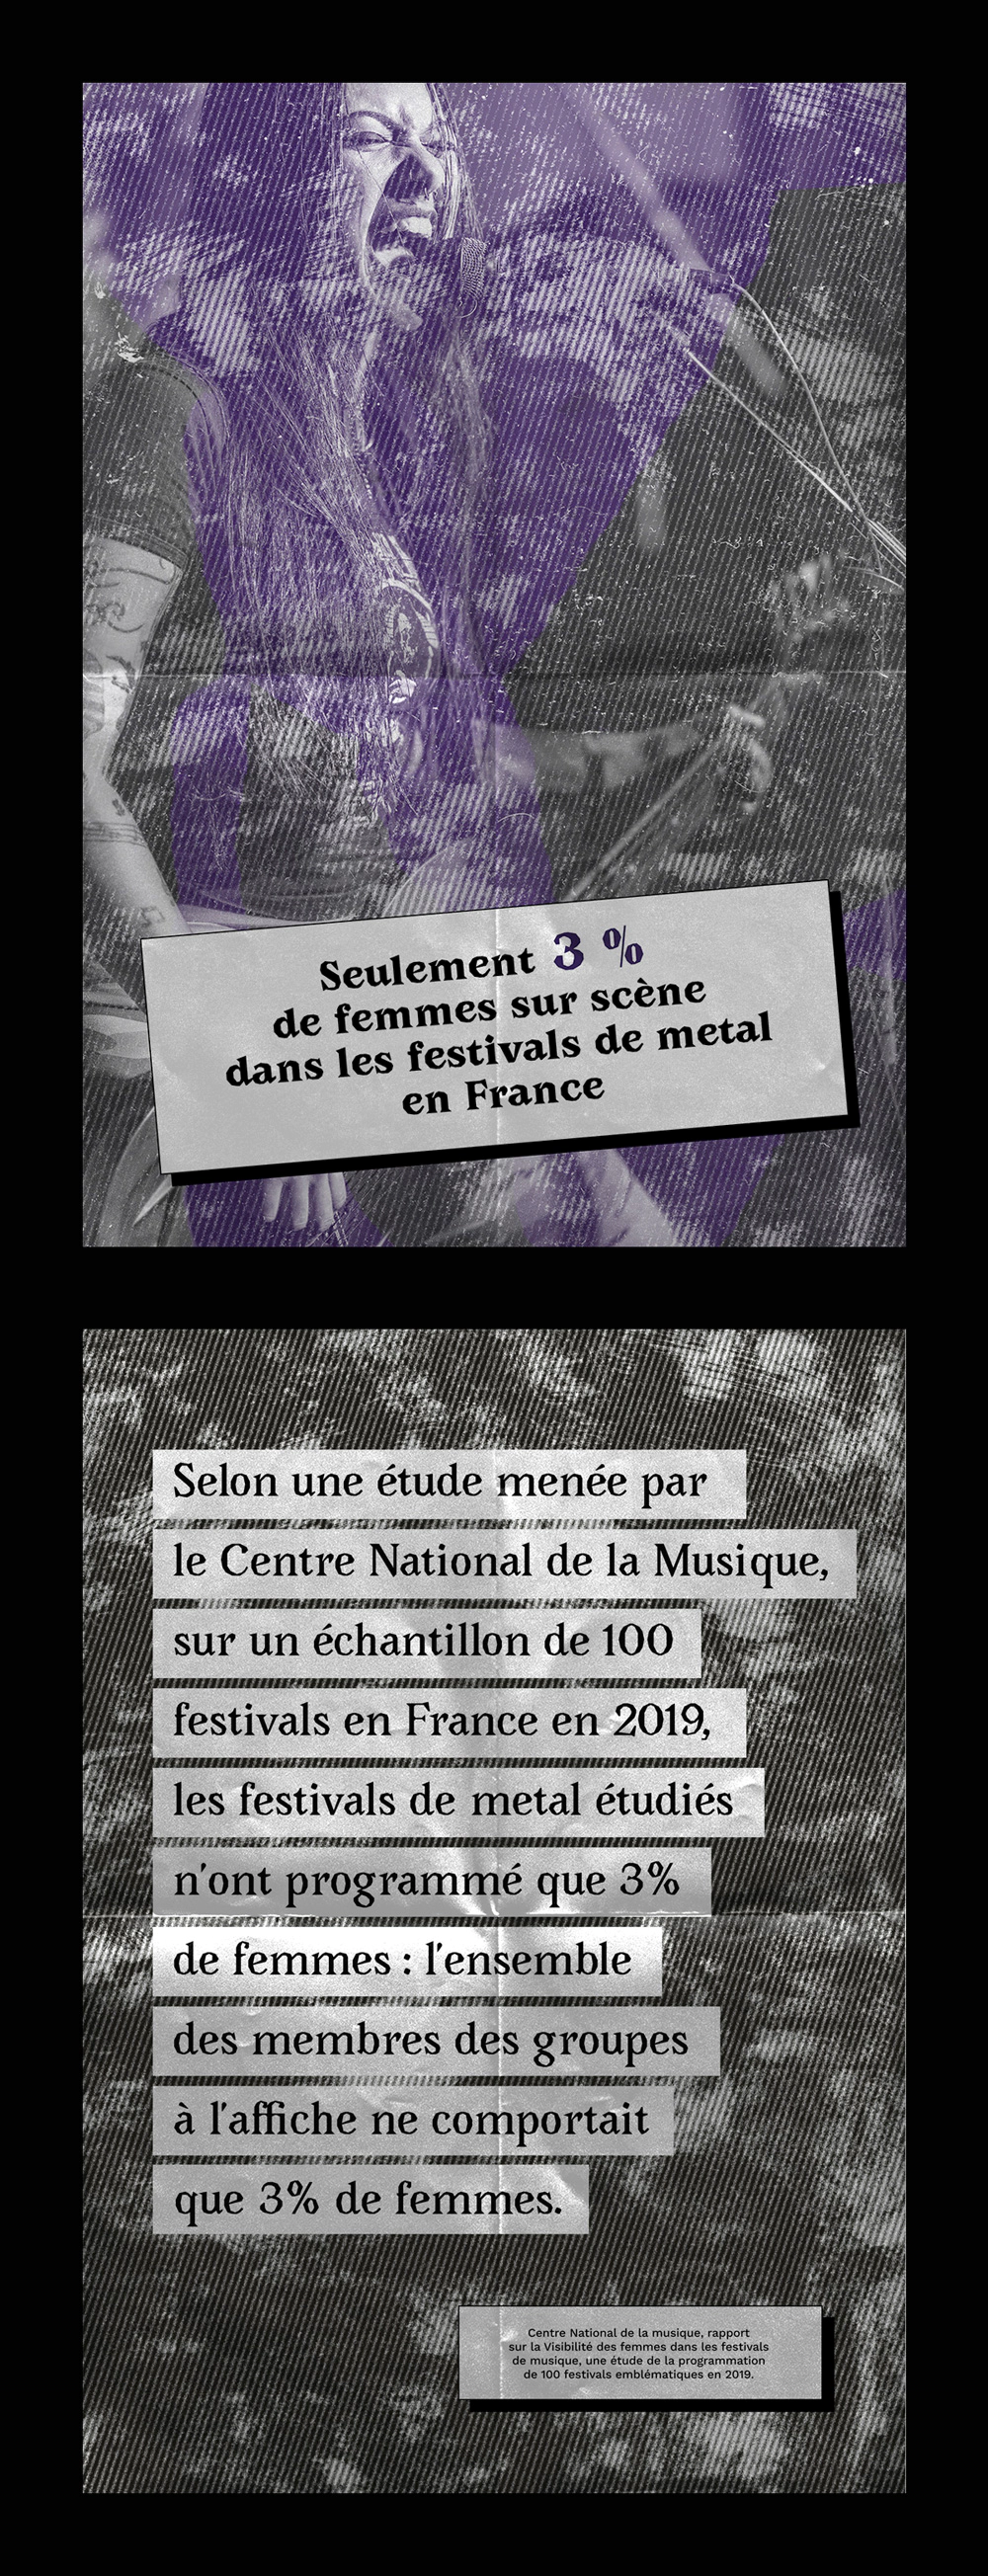 Seulement 3 %
de femmes sur scène
dans les festivals de metal
en France
Selon une étude menée par
le Centre National de la Musique,
sur un échantillon de 100
festivals en France en 2019,
les festivals de metal étudiés
n'ont programmé que 3%
de femmes : l'ensemble
des membres des groupes
à l'affiche ne comportait
que 3% de femmes.
Centre National de la musique, rapport
sur la Visibilité des femmes dans les festivals
de musique, une étude de la programmation
de 100 festivals emblématiques en 2019.